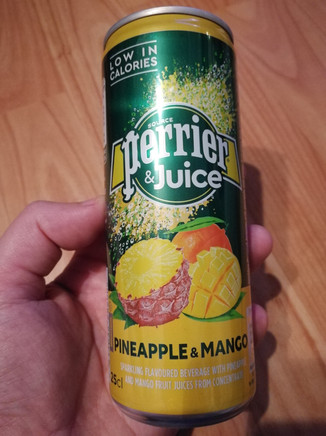 LOW IN
CALORIES
SOURCE
perrier
& Juice
PINEAPPLE & MANGO
SPARKLING FLAVOURED BEVERAGE WITH PINEAPPLE
AND MANGO FRUIT JUICES FROM CONCENTRATE
25cl